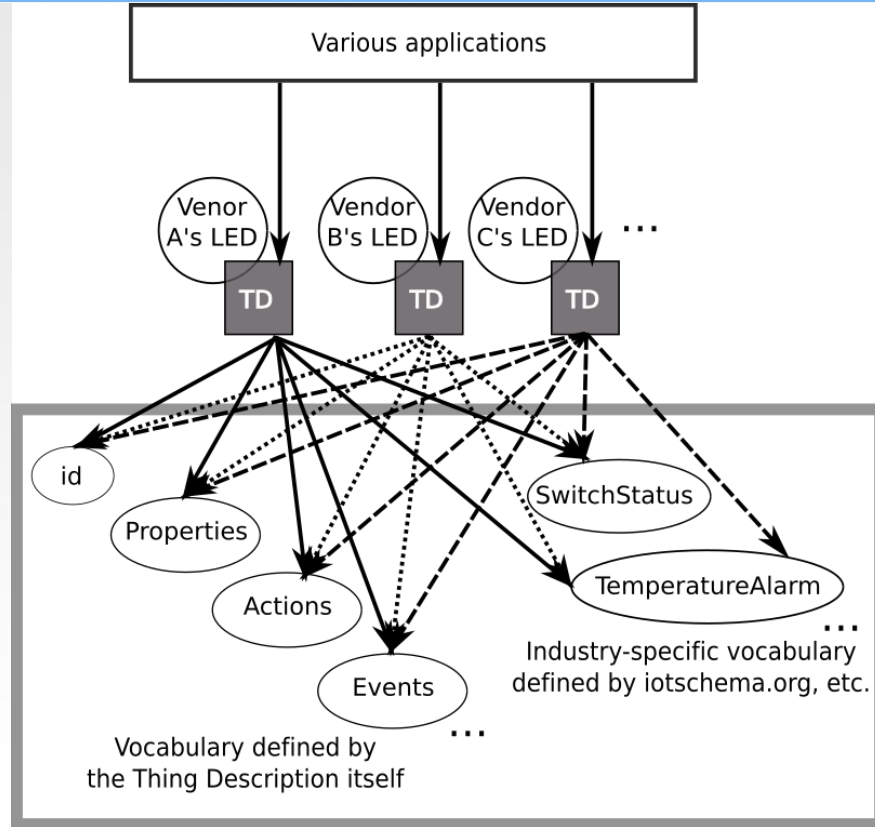 Various applications
Venor
A's LED
Vendor
B's LED
Vendor
C's LED
...
TD
TD
TD
id
Properties
Actions
Events
...
SwitchStatus
TemperatureAlarm
...
Industry-specific vocabulary
defined by iotschema.org, etc.
Vocabulary defined by
the Thing Description itself